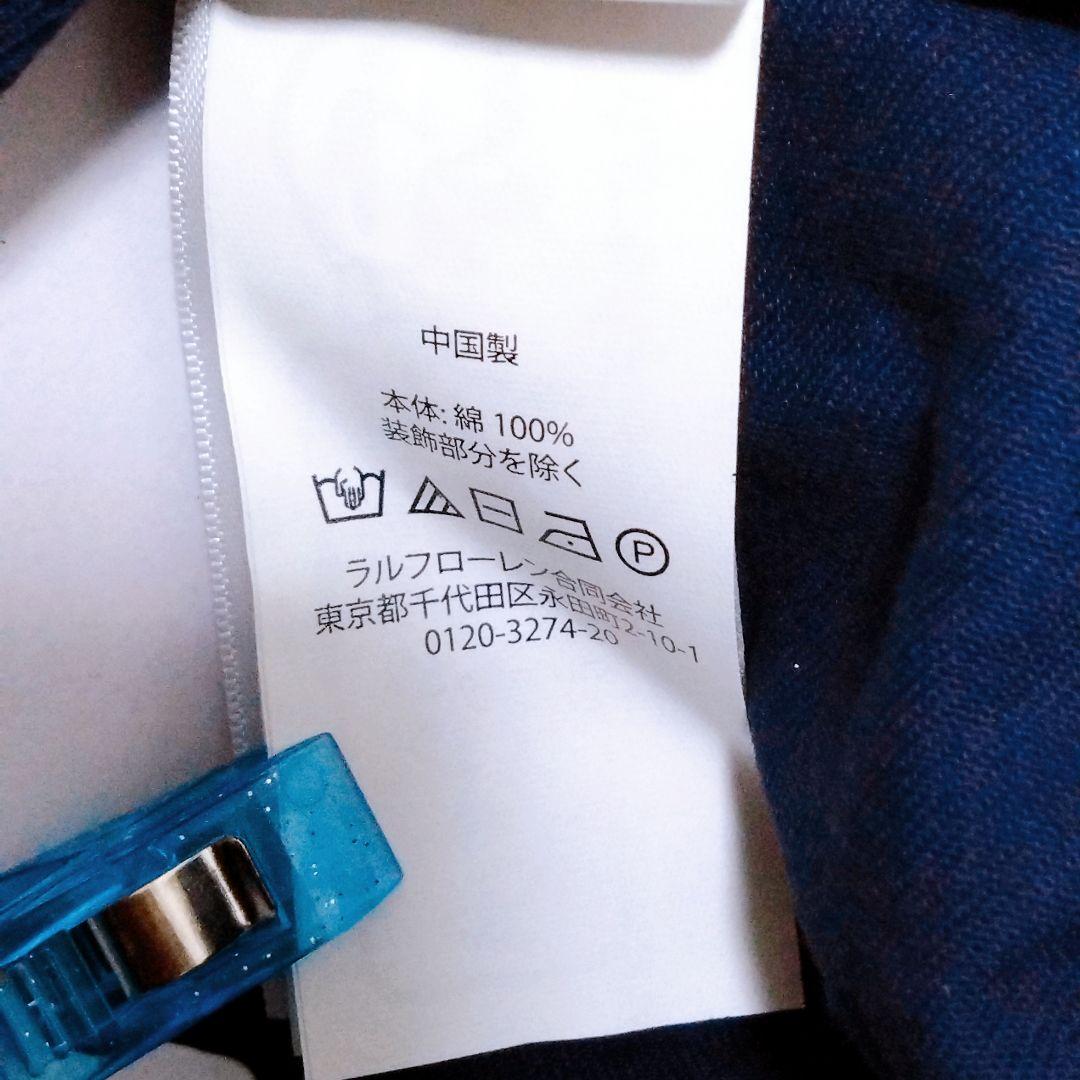 中国製
本体: 綿 100%
装飾部分を除く
P
ラルフローレン合同会社
東京都千代田区永田町2-10-1
0120-3274-20